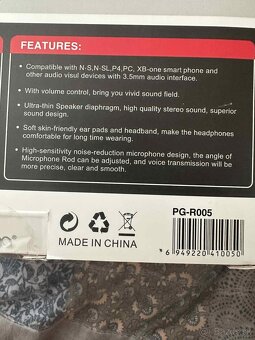 FEATURES:
• Compatible with N-S,N-SL,P4,PC, XB-one smart phone and
other audio visul devices with 3.5mm audio interface.
• With volume control, bring you vivid sound field.
• Ultra-thin Speaker diaphragm, high quality stereo sound, superior
sound design.
• Soft skin-friendly ear pads and headband, make the headphones
comfortable for long time wearing.
• High-sensitivity noise-reduction microphone design, the angle of
Microphone Rod can be adjusted, and voice transmission will be
more precise, clear and smooth.
PG-R005
MADE IN CHINA
6 949220 410050